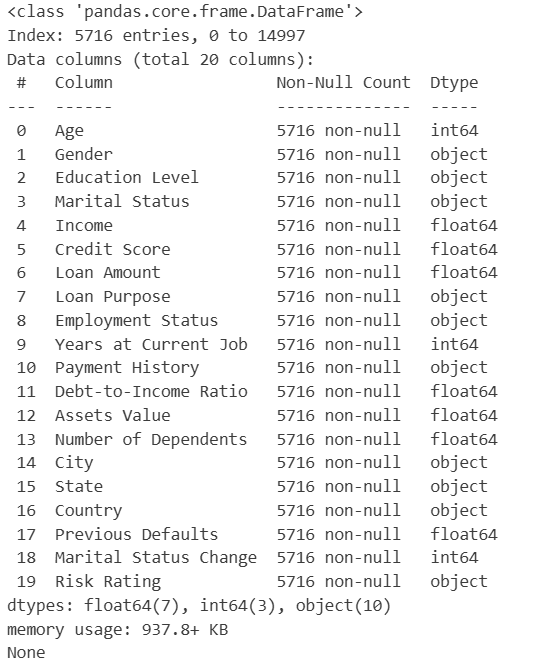 <class 'pandas.core.frame.DataFrame'>
Index: 5716 entries, 0 to 14997
Data columns (total 20 columns):
 #   Column                 Non-Null Count  Dtype
---  ------                 --------------  -----
 0   Age                    5716 non-null   int64
 1   Gender                 5716 non-null   object
 2   Education Level        5716 non-null   object
 3   Marital Status         5716 non-null   object
 4   Income                 5716 non-null   float64
 5   Credit Score           5716 non-null   float64
 6   Loan Amount            5716 non-null   float64
 7   Loan Purpose           5716 non-null   object
 8   Employment Status      5716 non-null   object
 9   Years at Current Job   5716 non-null   int64
 10  Payment History        5716 non-null   object
 11  Debt-to-Income Ratio   5716 non-null   float64
 12  Assets Value           5716 non-null   float64
 13  Number of Dependents   5716 non-null   float64
 14  City                   5716 non-null   object
 15  State                  5716 non-null   object
 16  Country                5716 non-null   object
 17  Previous Defaults      5716 non-null   float64
 18  Marital Status Change  5716 non-null   int64
 19  Risk Rating            5716 non-null   object
dtypes: float64(7), int64(3), object(10)
memory usage: 937.8+ KB
None